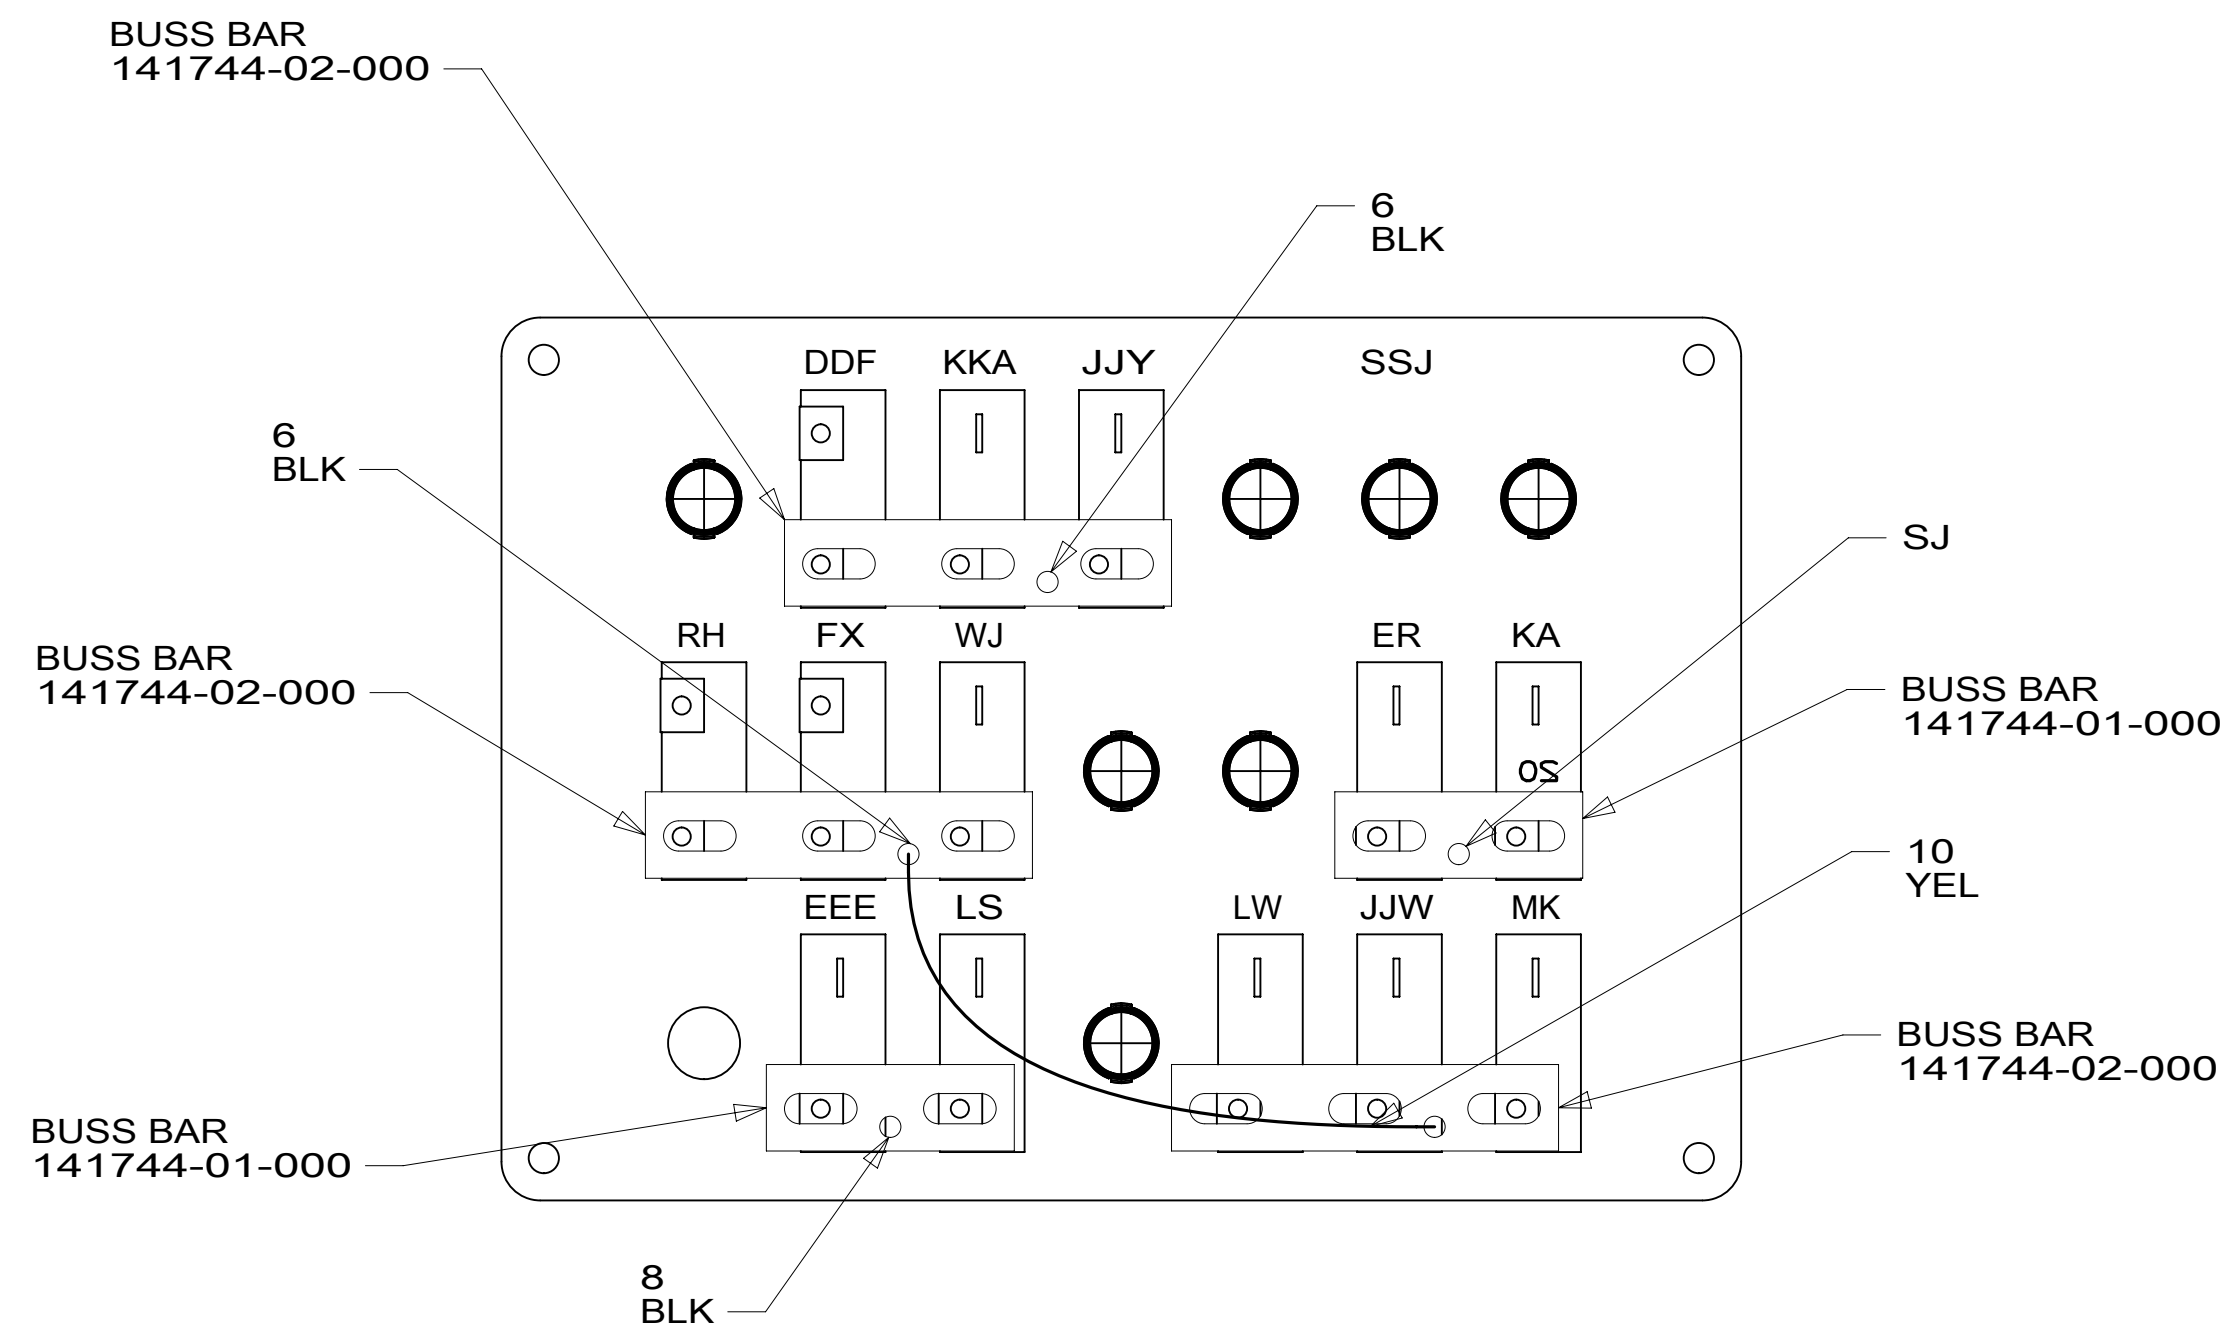 BUSS BAR
141744-02-000
6
BLK
DDF
KKA
JJY
SSJ
6
BLK
SJ
RH
FX
WJ
ER
KA
BUSS BAR
141744-02-000
BUSS BAR
141744-01-000
20
10
YEL
EEE
LS
LW
JJW
MK
BUSS BAR
141744-02-000
BUSS BAR
141744-01-000
8
BLK